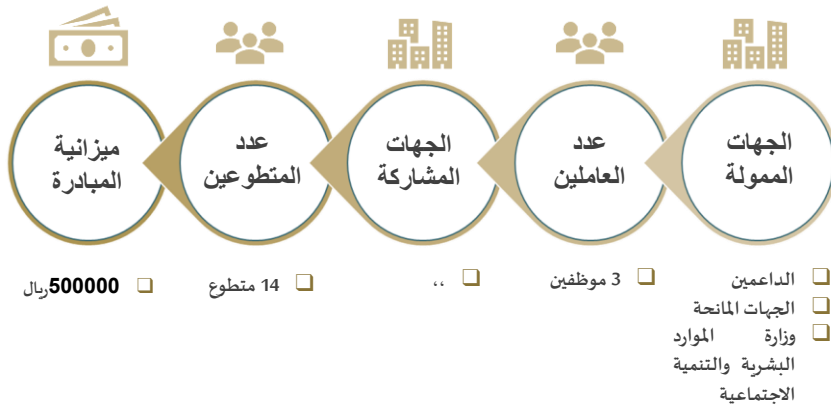 الجهات
الممولة
عدد
العاملين
الجهات
المشاركة
عدد
المتطوعين
ميزانية
المبادرة
❑ الداعمين
❑ الجهات المانحة
❑ وزارة الموارد
البشرية والتنمية
الاجتماعية
❑ 3 موظفين
❑ ،،
❑ 14 متطوع
❑ 500000ريال